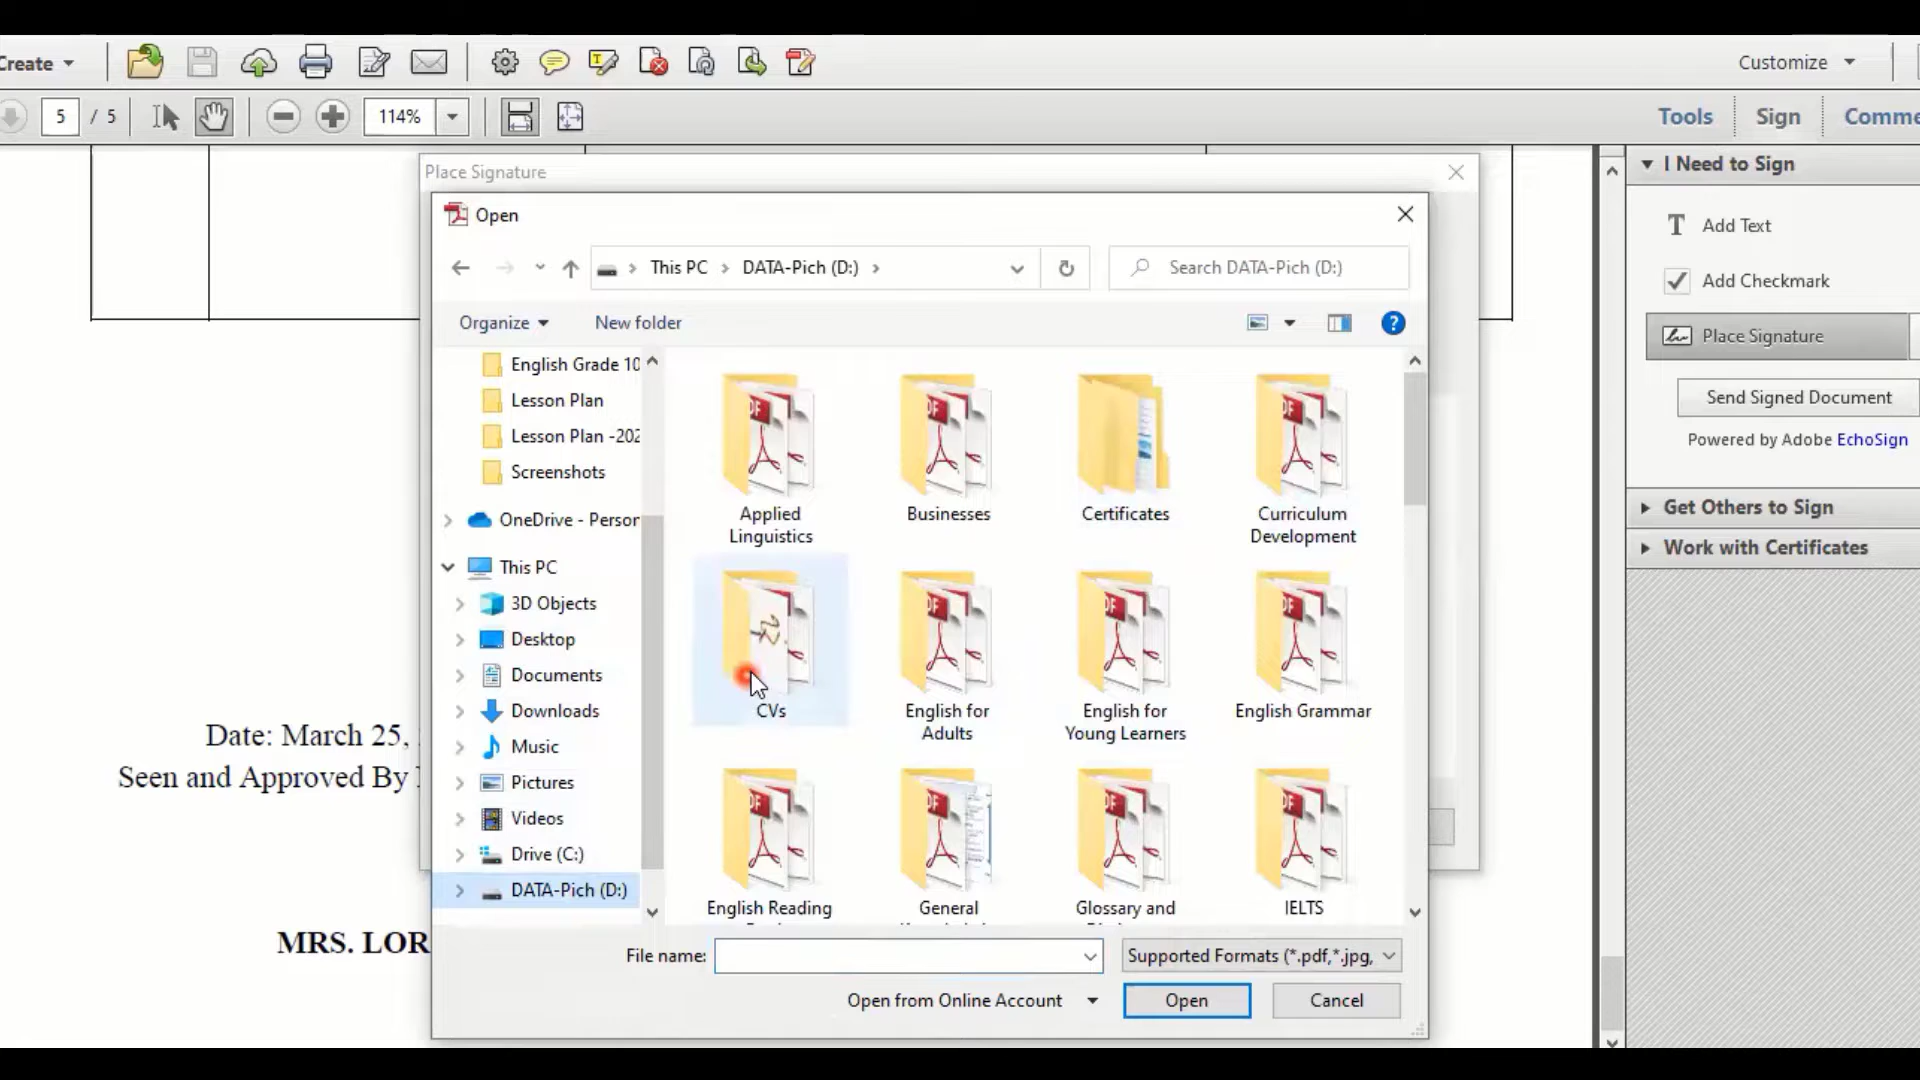 Create
Customize
5 / 5
114%
Tools
Sign
Comme
Place Signature
Open
This PC
DATA-Pich (D:)
Search DATA-Pich (D:)
Organize
New folder
English Grade 10
Lesson Plan
Lesson Plan -202
Screenshots
OneDrive - Person
This PC
3D Objects
Desktop
Documents
Downloads
Music
Pictures
Videos
Drive (C:)
DATA-Pich (D:)
Applied
Linguistics
Businesses
Certificates
Curriculum
Development
CVs
English for
Adults
English for
Young Learners
English Grammar
English Reading
General
Glossary and
IELTS
File name:
Supported Formats (*.pdf,*.jpg,
Open from Online Account
Open
Cancel
I Need to Sign
Add Text
Add Checkmark
Place Signature
Send Signed Document
Powered by Adobe EchoSign
Get Others to Sign
Work with Certificates
Date: March 25,
Seen and Approved By
MRS. LOR